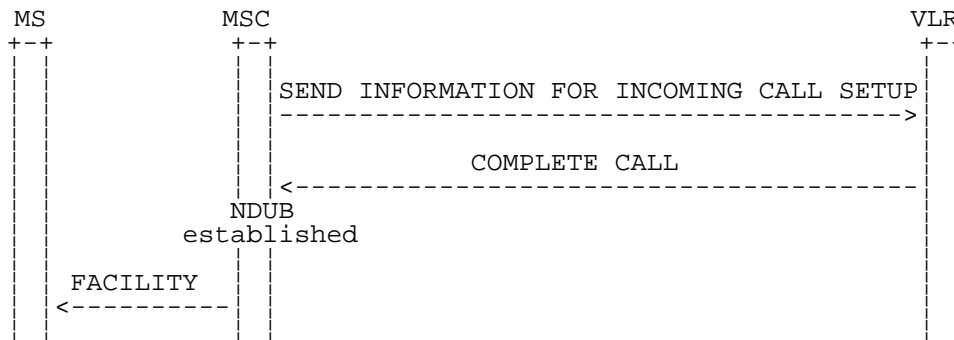 MS MSC VLR
SEND INFORMATION FOR INCOMING CALL SETUP
COMPLETE CALL
NDUB
established
FACILITY